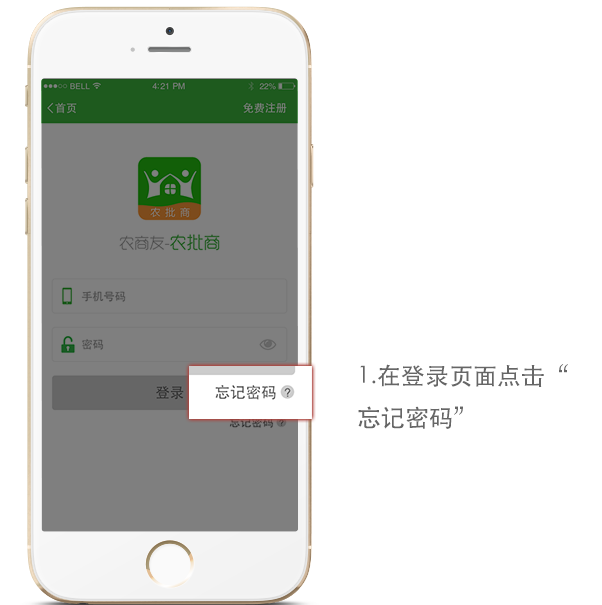 BELL 4:21 PM 22%
首页 免费注册
农批商
农商友-农批商
手机号码
密码
登录 忘记密码 ?
忘记密码 ?
1.在登录页面点击“
忘记密码”